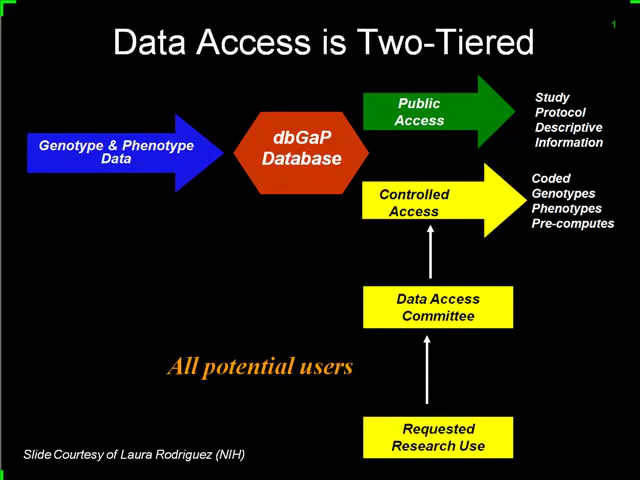 1
Data Access is Two-Tiered
Public
Access
Study
Protocol
Descriptive
Information
Genotype & Phenotype
Data
dbGaP
Database
Controlled
Access
Coded
Genotypes
Phenotypes
Pre-computes
Data Access
Committee
All potential users
Requested
Research Use
Slide Courtesy of Laura Rodriguez (NIH)